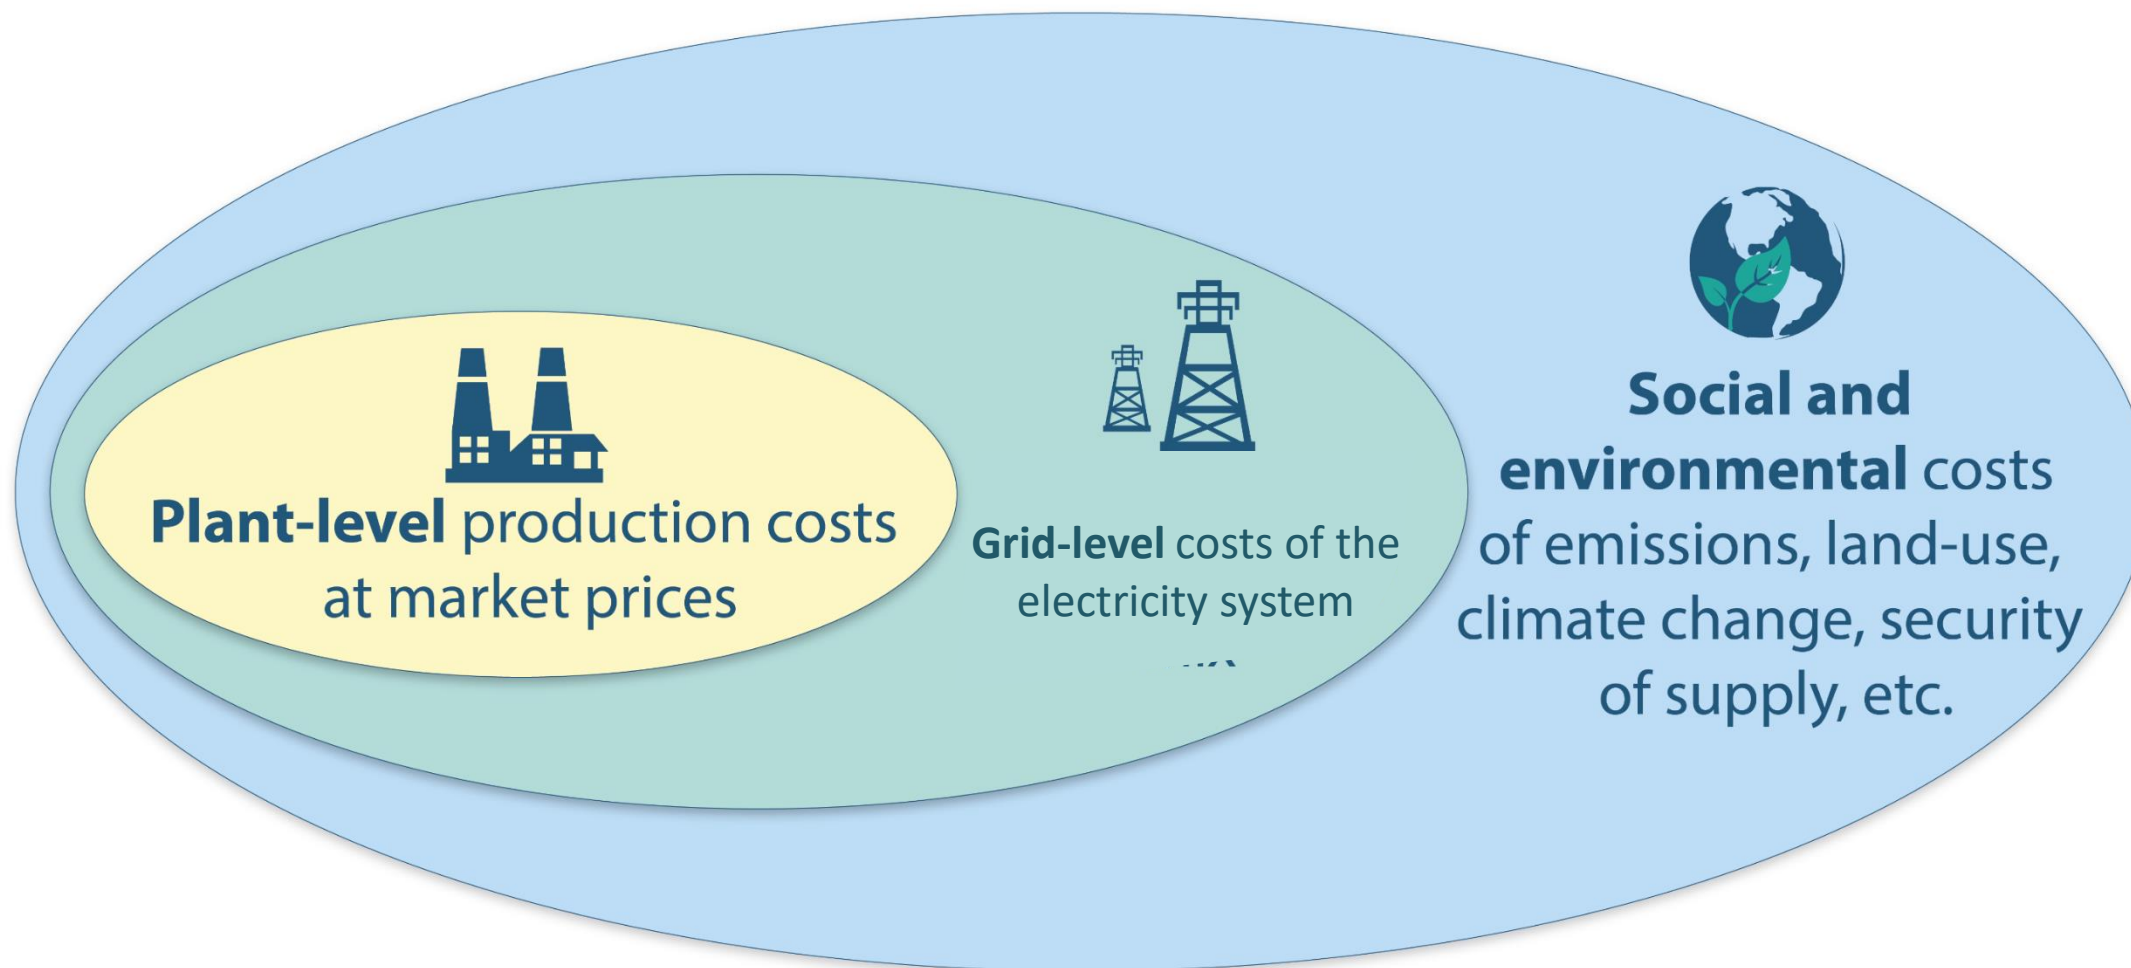 Plant-level production costs
at market prices
Grid-level costs of the
electricity system
Social and
environmental costs
of emissions, land-use,
climate change, security
of supply, etc.